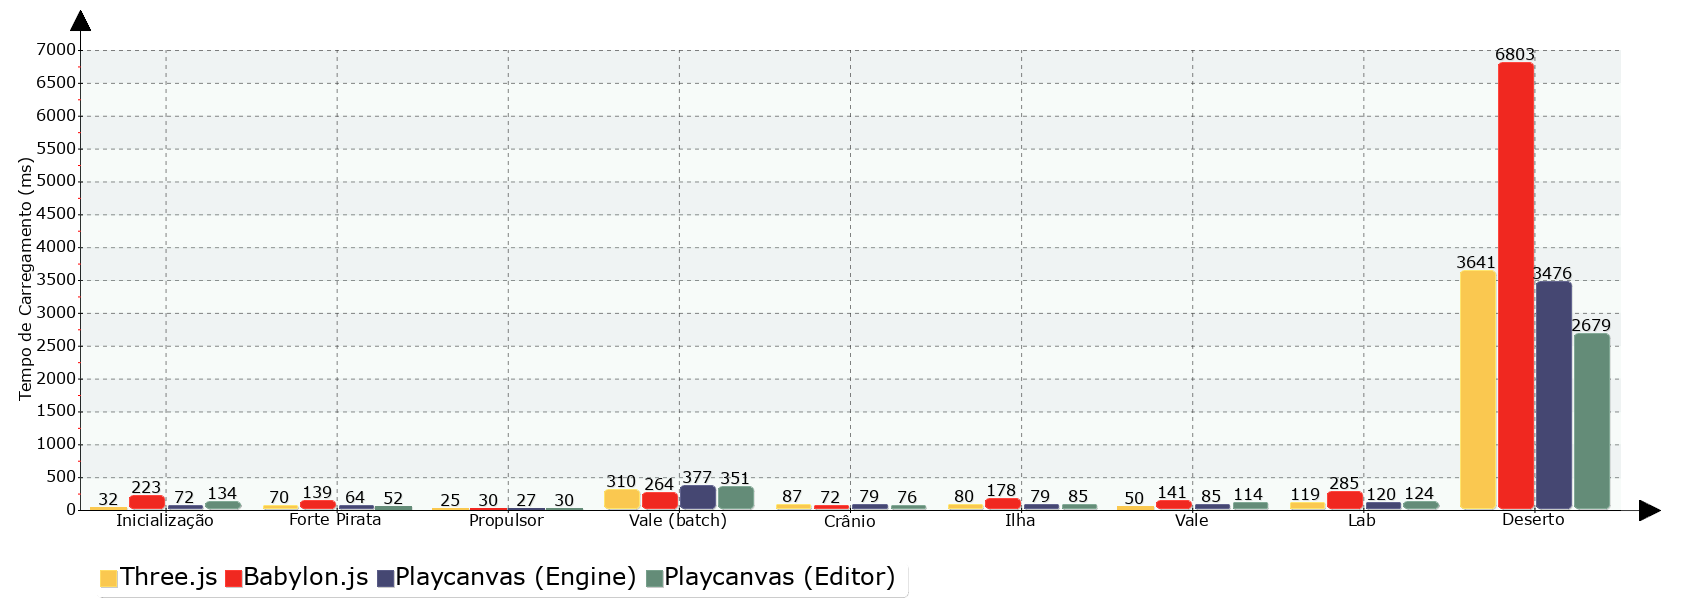 Tempo de Carregamento (ms)
7000
6500
6000
5500
5000
4500
4000
3500
3000
2500
2000
1500
1000
500
0
32 223 72 134
70 139 64 52
25 30 27 30
310 264 377 351
87 72 79 76
80 178 79 85
50 141 85 114
119 285 120 124
3641 6803 3476 2679
Inicialização Forte Pirata Propulsor Vale (batch) Crânio Ilha Vale Lab Deserto
Three.js Babylon.js Playcanvas (Engine) Playcanvas (Editor)